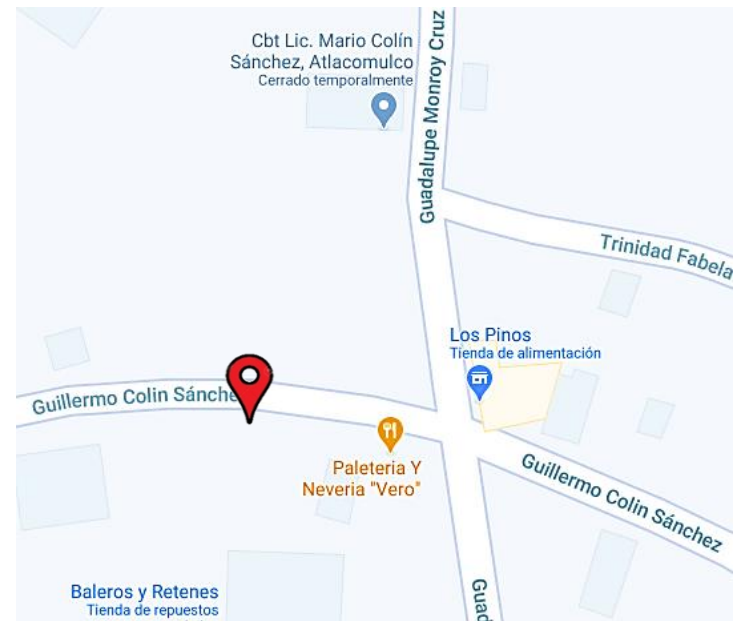 Cbt Lic. Mario Colín
Sánchez, Atlacomulco
Cerrado temporalmente
Guadalupe Monroy Cruz
Trinidad Fabela
Los Pinos
Tienda de alimentación
Guillermo Colin Sánche
Paleteria Y
Neveria "Vero"
Guillermo Colin Sánchez
Baleros y Retenes
Tienda de repuestos
Guad